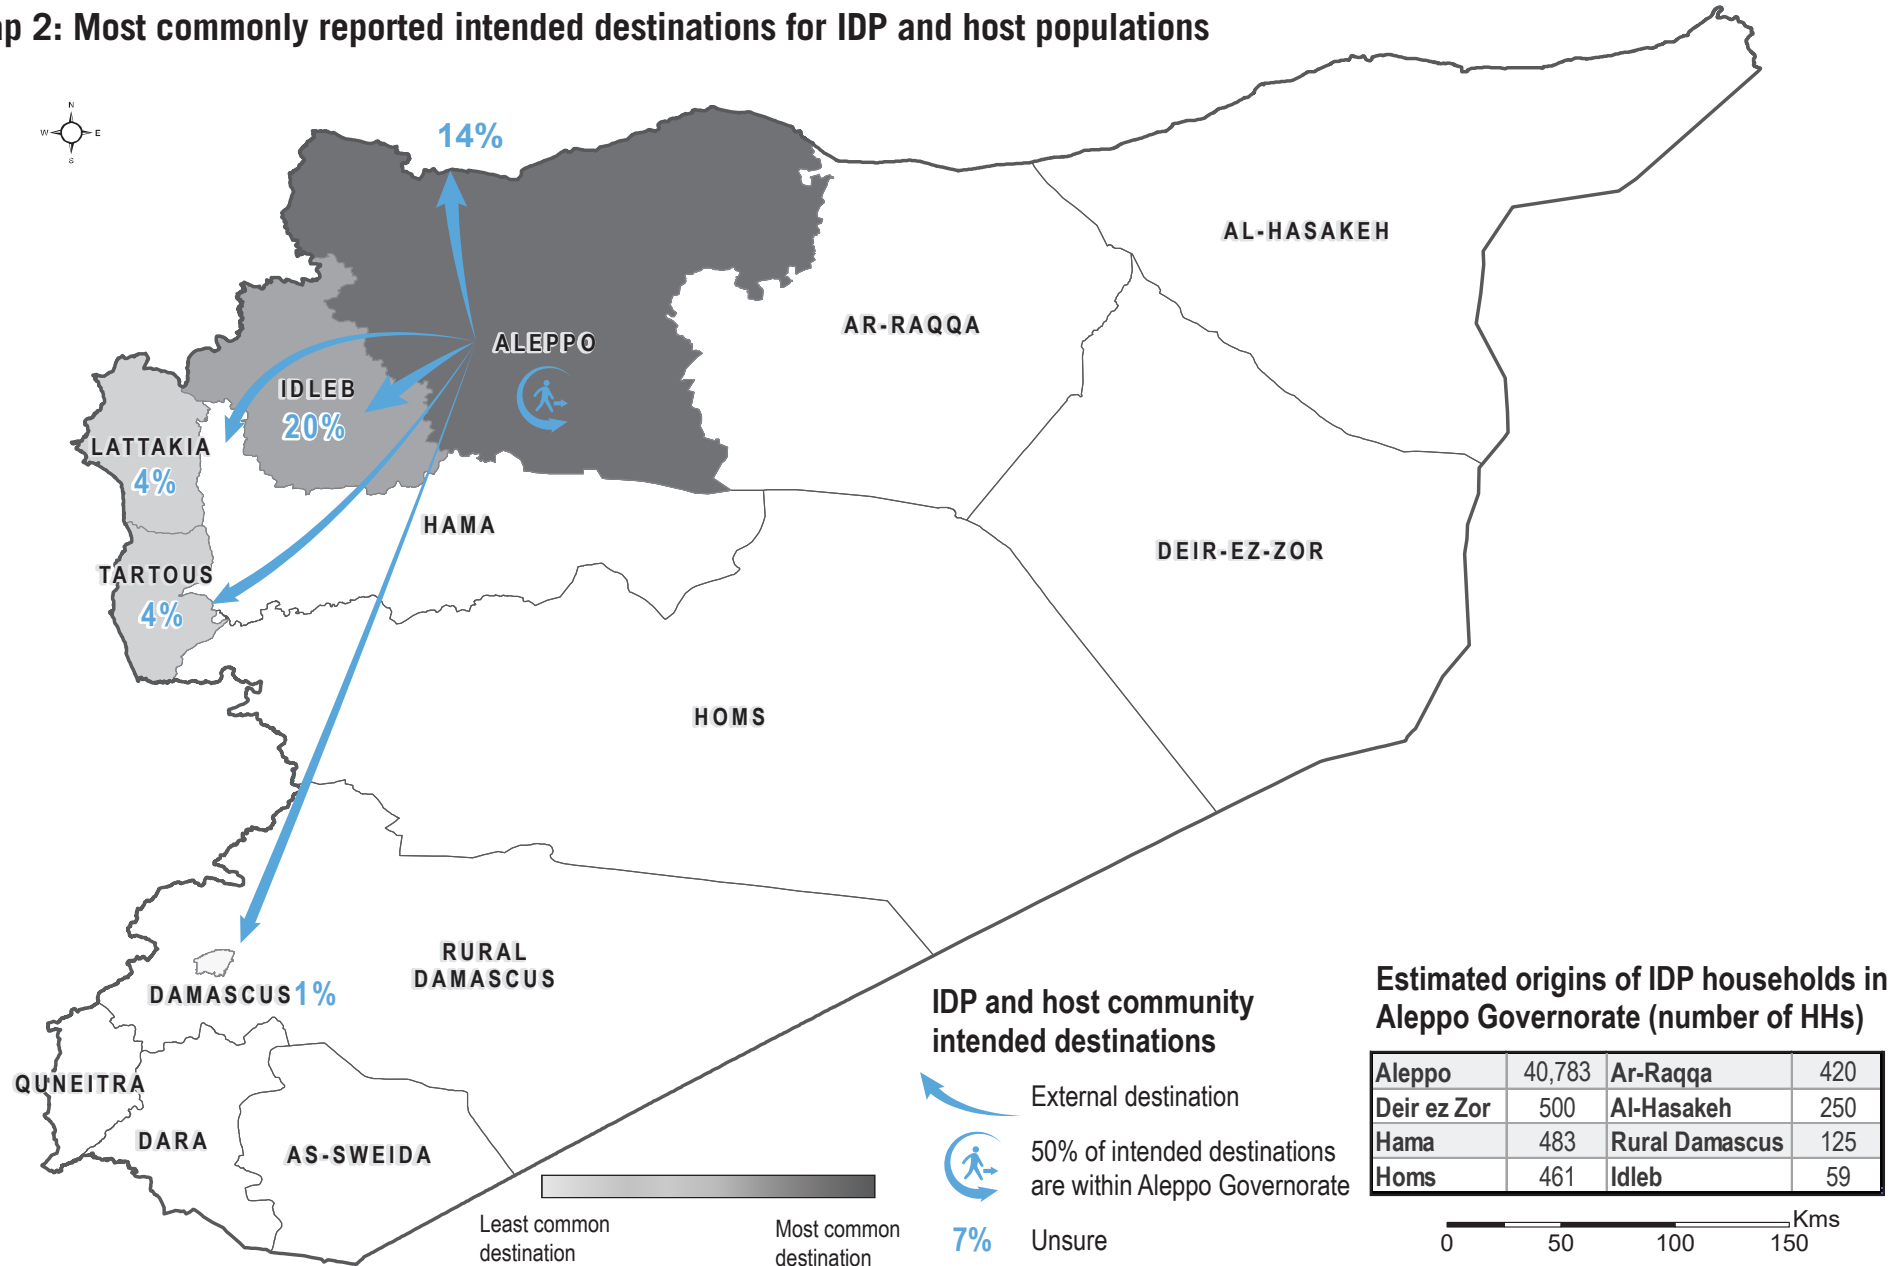 p 2: Most commonly reported intended destinations for IDP and host populations
N
W E
S
14%
AL-HASAKEH
AR-RAQQA
ALEPPO
IDLEB
20%
LATTAKIA
4%
HAMA
DEIR-EZ-ZOR
TARTOUS
4%
HOMS
RURAL
DAMASCUS
DAMASCUS 1%
QUNEITRA
DARA
AS-SWEIDA
Least common
destination
Most common
destination
IDP and host community
intended destinations
External destination
50% of intended destinations
are within Aleppo Governorate
7% Unsure
Estimated origins of IDP households in
Aleppo Governorate (number of HHs)
Aleppo 40,783 Ar-Raqqa 420
Deir ez Zor 500 Al-Hasakeh 250
Hama 483 Rural Damascus 125
Homs 461 Idleb 59
Kms
0 50 100 150